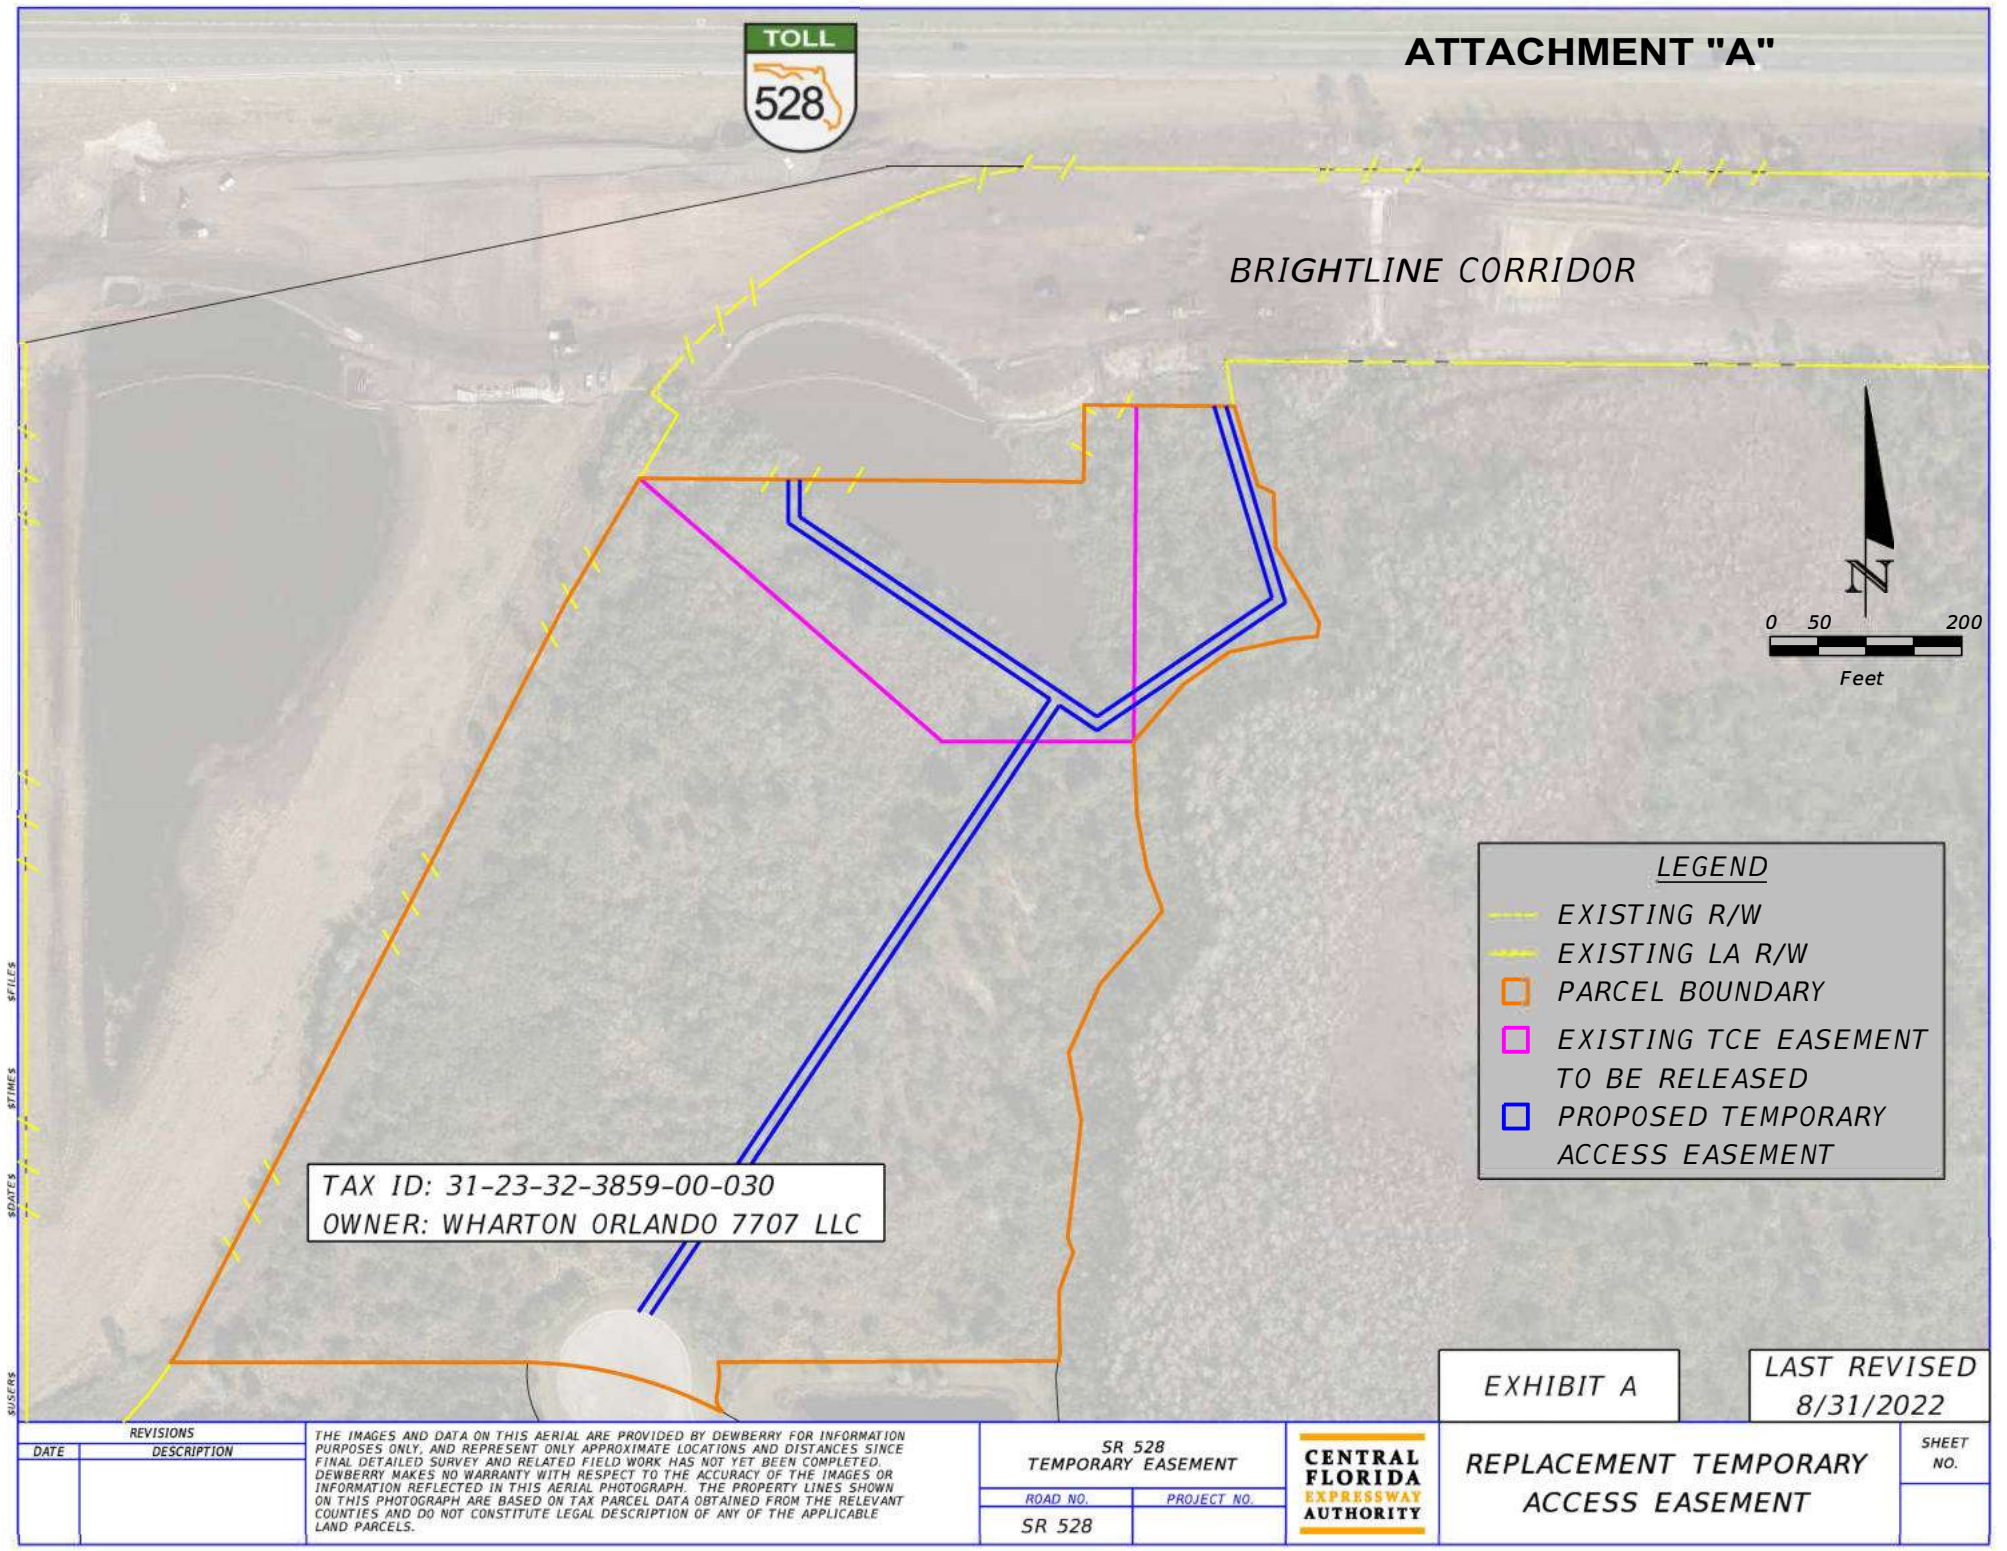 TOLL
528
ATTACHMENT "A"
BRIGHTLINE CORRIDOR
N
0 50 200
Feet
LEGEND
EXISTING R/W
EXISTING LA R/W
PARCEL BOUNDARY
EXISTING TCE EASEMENT
TO BE RELEASED
PROPOSED TEMPORARY
ACCESS EASEMENT
TAX ID: 31-23-32-3859-00-030
OWNER: WHARTON ORLANDO 7707 LLC
$FILE$
$TIME$
$DATE$
$USER$
EXHIBIT A
LAST REVISED
8/31/2022
REVISIONS
DATE DESCRIPTION
THE IMAGES AND DATA ON THIS AERIAL ARE PROVIDED BY DEWBERRY FOR INFORMATION
PURPOSES ONLY, AND REPRESENT ONLY APPROXIMATE LOCATIONS AND DISTANCES SINCE
FINAL DETAILED SURVEY AND RELATED FIELD WORK HAS NOT YET BEEN COMPLETED.
DEWBERRY MAKES NO WARRANTY WITH RESPECT TO THE ACCURACY OF THE IMAGES OR
INFORMATION REFLECTED IN THIS AERIAL PHOTOGRAPH. THE PROPERTY LINES SHOWN
ON THIS PHOTOGRAPH ARE BASED ON TAX PARCEL DATA OBTAINED FROM THE RELEVANT
COUNTIES AND DO NOT CONSTITUTE LEGAL DESCRIPTION OF ANY OF THE APPLICABLE
LAND PARCELS.
SR 528
TEMPORARY EASEMENT
ROAD NO. PROJECT NO.
SR 528
CENTRAL
FLORIDA
EXPRESSWAY
AUTHORITY
REPLACEMENT TEMPORARY
ACCESS EASEMENT
SHEET
NO.